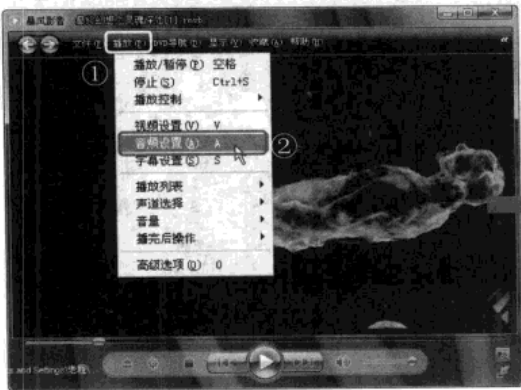 暴风影音
文件(F) 播放(P) DVD导航(D) 显示(V) 收藏(A) 帮助(H)
①
播放/暂停(P) 空格
停止(S) Ctrl+S
播放控制
视频设置(V) V
音频设置(A) A
②
字幕设置(S) S
播放列表
声道选择
音量
播完后操作
高级选项(O) O
s and Settings\